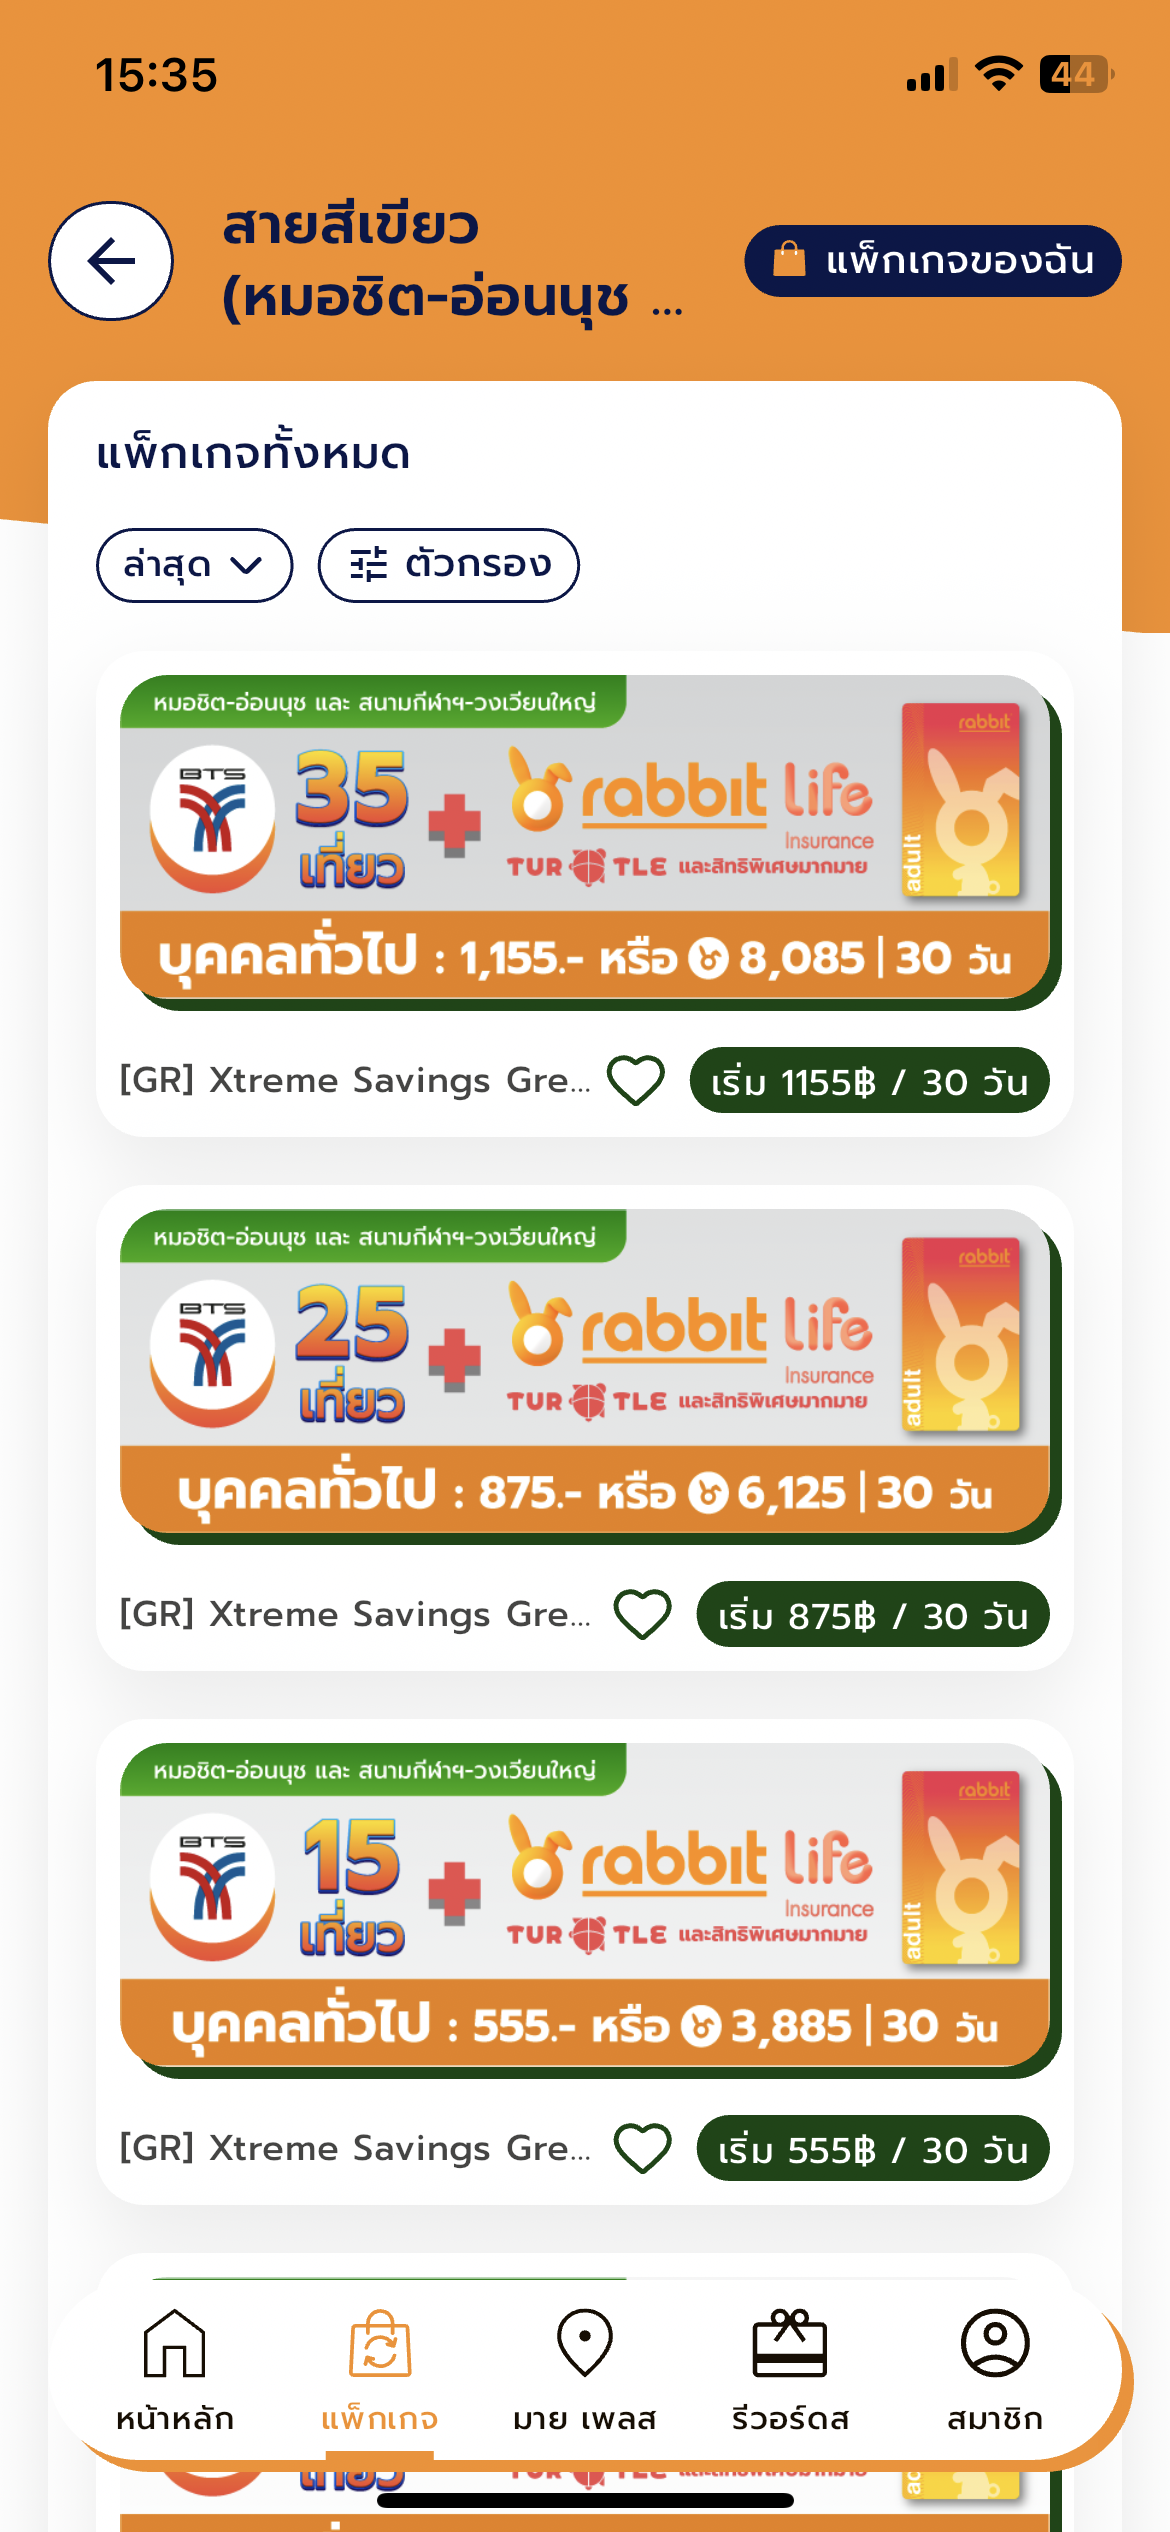 15:35
44
สายสีเขียว
(หมอชิต-อ่อนนุช ...
แพ็กเกจของฉัน
แพ็กเกจทั้งหมด
ล่าสุด
ตัวกรอง
หมอชิต-อ่อนนุช และ สนามกีฬาฯ-วงเวียนใหญ่
rabbit
BTS
35
เที่ยว
rabbit life
Insurance
TURTLE และสิทธิพิเศษมากมาย
adult
บุคคลทั่วไป : 1,155.- หรือ 8,085 | 30 วัน
[GR] Xtreme Savings Gre...
เริ่ม 1155฿ / 30 วัน
หมอชิต-อ่อนนุช และ สนามกีฬาฯ-วงเวียนใหญ่
rabbit
BTS
25
เที่ยว
rabbit life
Insurance
TURTLE และสิทธิพิเศษมากมาย
adult
บุคคลทั่วไป : 875.- หรือ 6,125 | 30 วัน
[GR] Xtreme Savings Gre...
เริ่ม 875฿ / 30 วัน
หมอชิต-อ่อนนุช และ สนามกีฬาฯ-วงเวียนใหญ่
rabbit
BTS
15
เที่ยว
rabbit life
Insurance
TURTLE และสิทธิพิเศษมากมาย
adult
บุคคลทั่วไป : 555.- หรือ 3,885 | 30 วัน
[GR] Xtreme Savings Gre...
เริ่ม 555฿ / 30 วัน
หน้าหลัก
แพ็กเกจ
มาย เพลส
รีวอร์ดส
สมาชิก